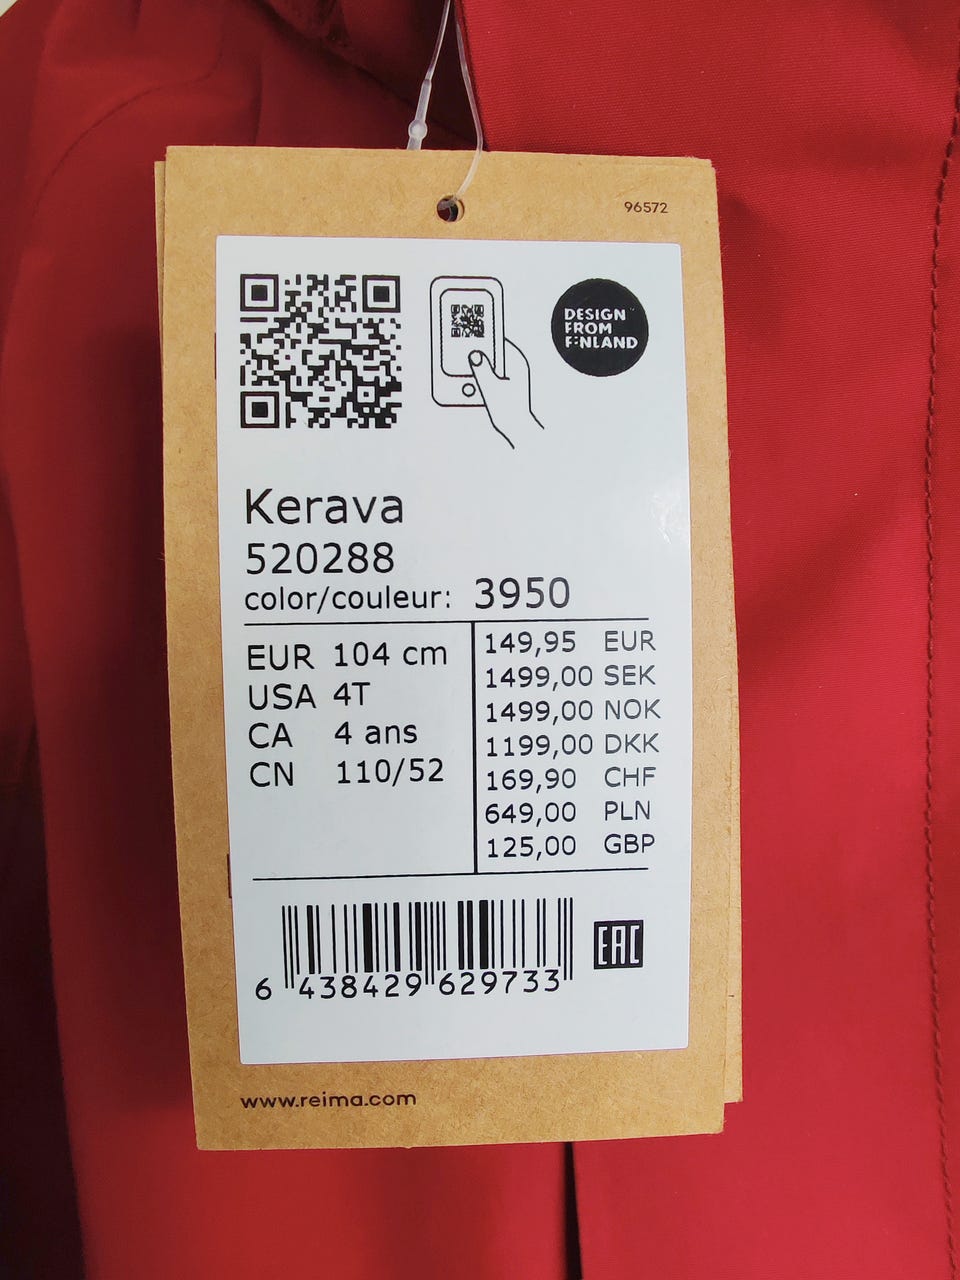 96572
DESIGN
FROM
FINLAND
Kerava
520288
color/couleur: 3950
EUR 104 cm
USA 4T
CA 4 ans
CN 110/52
149,95 EUR
1499,00 SEK
1499,00 NOK
1199,00 DKK
169,90 CHF
649,00 PLN
125,00 GBP
6 438429 629733
EAC
www.reima.com